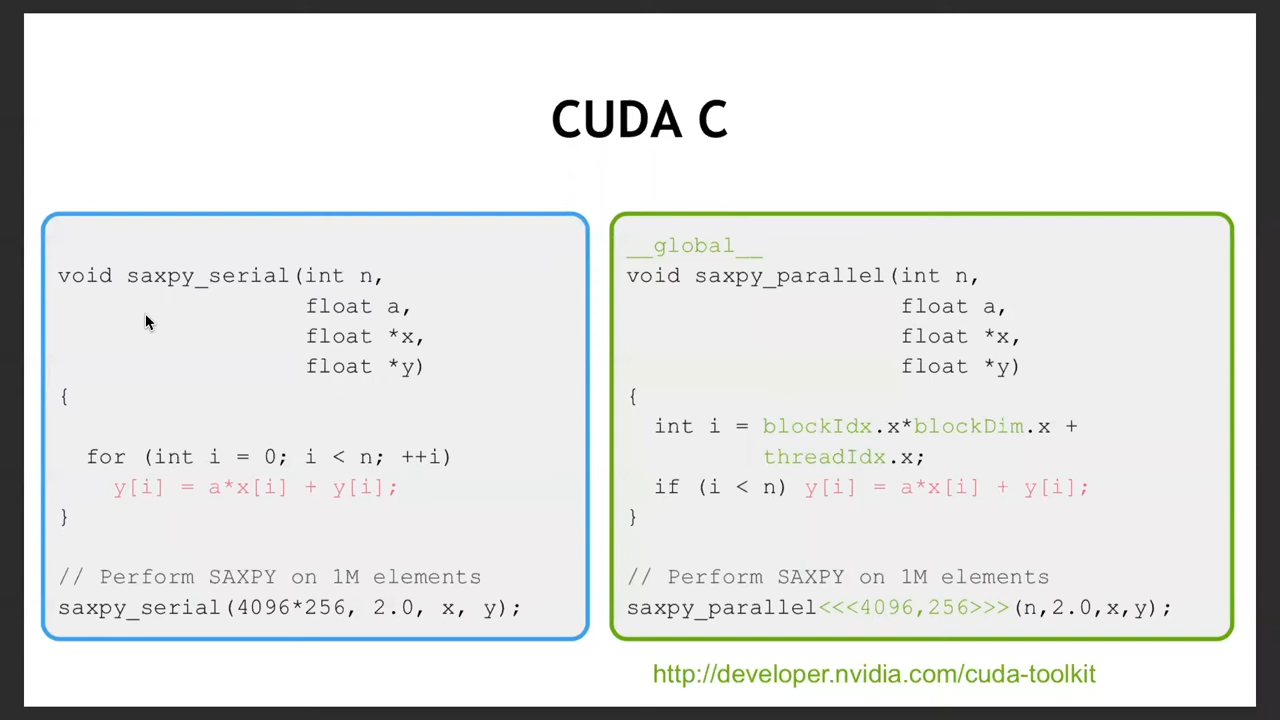 CUDA C
void saxpy_serial(int n,
                  float a,
                  float *x,
                  float *y)
{
  for (int i = 0; i < n; ++i)
    y[i] = a*x[i] + y[i];
}
// Perform SAXPY on 1M elements
saxpy_serial(4096*256, 2.0, x, y);
__global__
void saxpy_parallel(int n,
                    float a,
                    float *x,
                    float *y)
{
  int i = blockIdx.x*blockDim.x +
          threadIdx.x;
  if (i < n) y[i] = a*x[i] + y[i];
}
// Perform SAXPY on 1M elements
saxpy_parallel<<<4096,256>>>(n,2.0,x,y);
http://developer.nvidia.com/cuda-toolkit